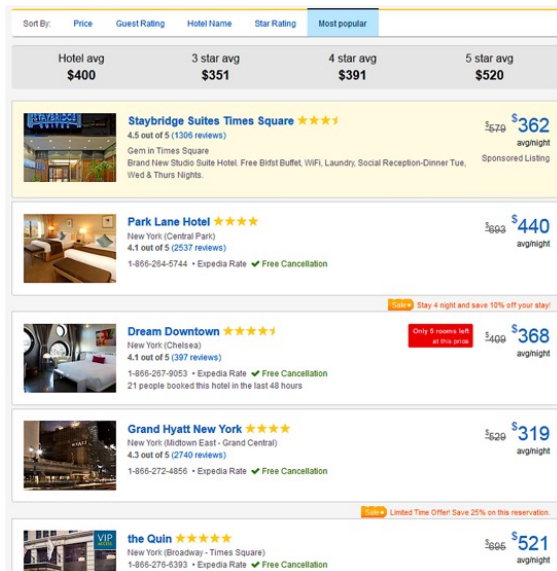 Sort By: Price Guest Rating Hotel Name Star Rating Most popular
Hotel avg 3 star avg 4 star avg 5 star avg
$400 $351 $391 $520
Staybridge Suites Times Square
$579 $362
4.5 out of 5 (1306 reviews)
avg/night
Gem in Times Square
Sponsored Listing
Brand New Studio Suite Hotel. Free Bkfst Buffet, WiFi, Laundry, Social Reception-Dinner Tue,
Wed & Thurs Nights.
Park Lane Hotel
$693 $440
New York (Central Park)
avg/night
4.1 out of 5 (2537 reviews)
1-866-264-5744 • Expedia Rate ✔ Free Cancellation
Sale Stay 4 night and save 10% off your stay!
Dream Downtown
Only 5 rooms left
at this price
$409 $368
New York (Chelsea)
avg/night
4.1 out of 5 (397 reviews)
1-866-267-9053 • Expedia Rate ✔ Free Cancellation
21 people booked this hotel in the last 48 hours
Grand Hyatt New York
$529 $319
New York (Midtown East - Grand Central)
avg/night
4.3 out of 5 (2740 reviews)
1-866-272-4856 • Expedia Rate ✔ Free Cancellation
Sale Limited Time Offer! Save 25% on this reservation.
VIP
ACCESS
the Quin
$695 $521
New York (Broadway - Times Square)
avg/night
1-866-276-6393 • Expedia Rate ✔ Free Cancellation